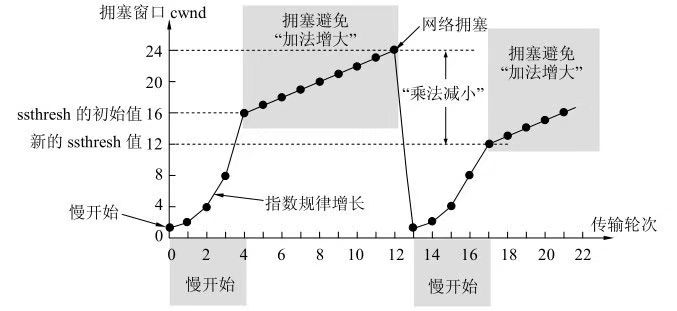 拥塞窗口 cwnd
拥塞避免
“加法增大”
网络拥塞
拥塞避免
“加法增大”
24
20
ssthresh 的初始值 16
“乘法减小”
新的 ssthresh 值 12
8
4
0
慢开始
指数规律增长
传输轮次
0 2 4 6 8 10 12 14 16 18 20 22
慢开始
慢开始